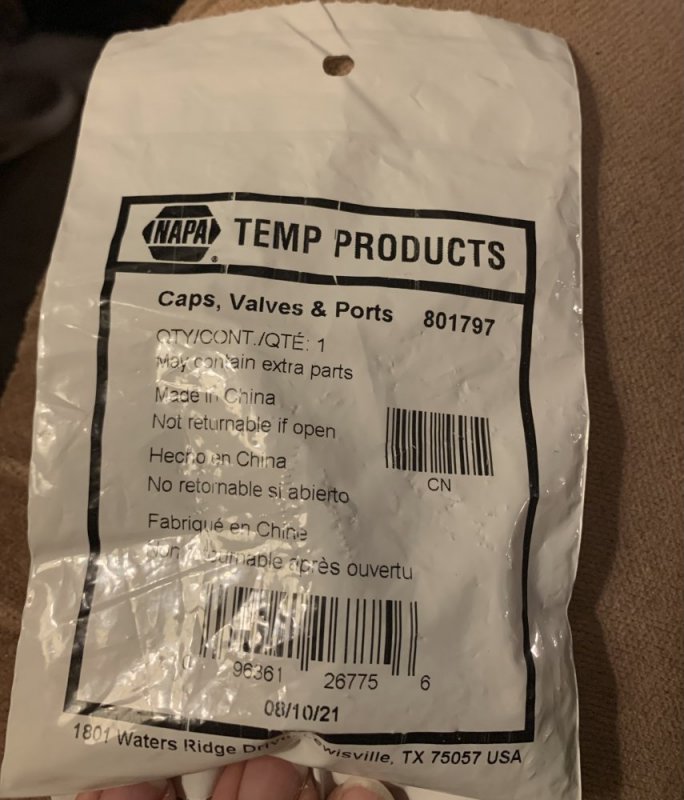 NAPA ® TEMP PRODUCTS
Caps, Valves & Ports 801797
QTY/CONT./QTÉ: 1
May contain extra parts
Made in China
Not returnable if open
Hecho en China
CN
No retornable si abierto
Fabriqué en Chine
après ouvertu
96361 26775 6
08/10/21
1801 Waters Ridge TX 75057 USA